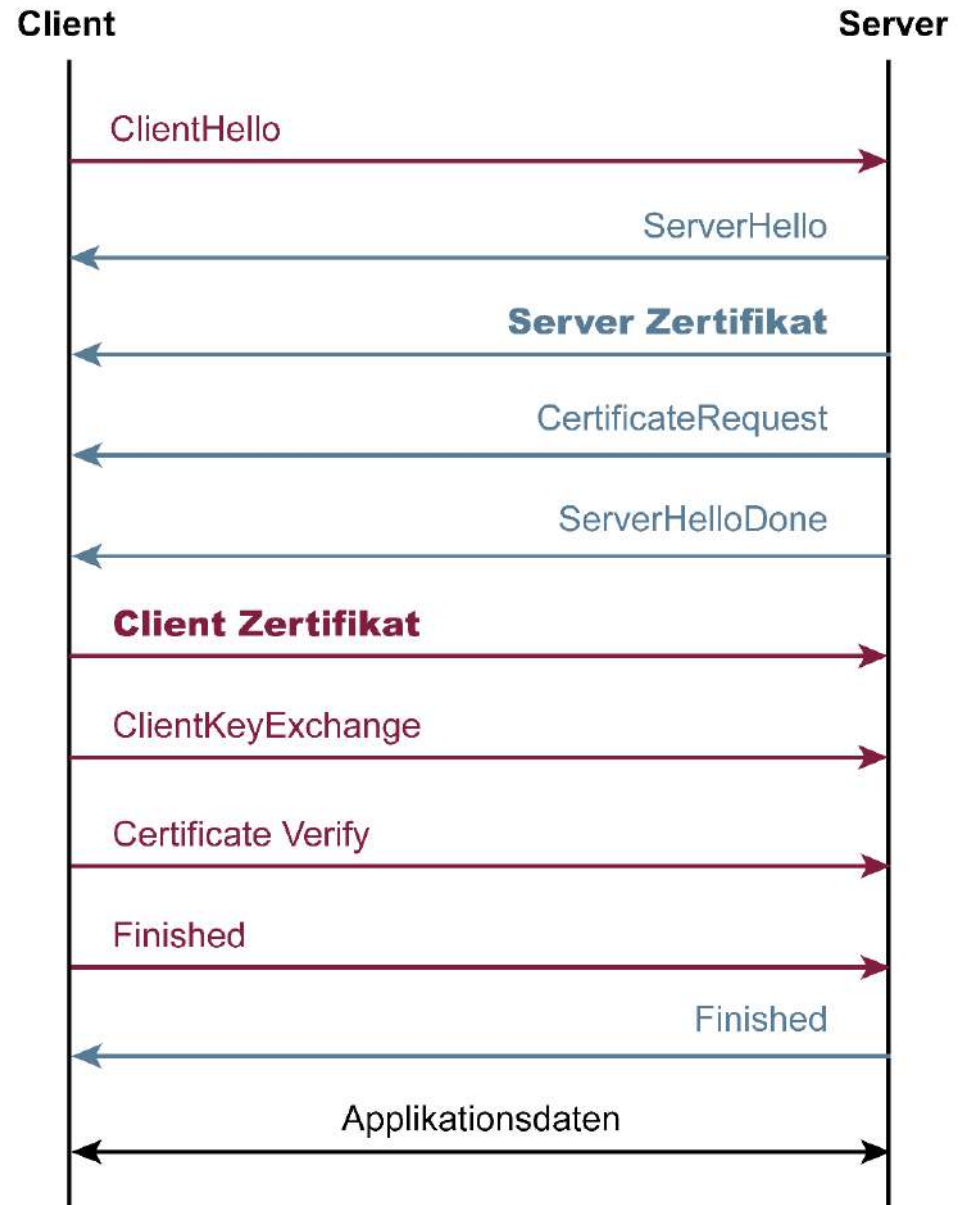 Client
Server
ClientHello
ServerHello
Server Zertifikat
CertificateRequest
ServerHelloDone
Client Zertifikat
ClientKeyExchange
Certificate Verify
Finished
Finished
Applikationsdaten